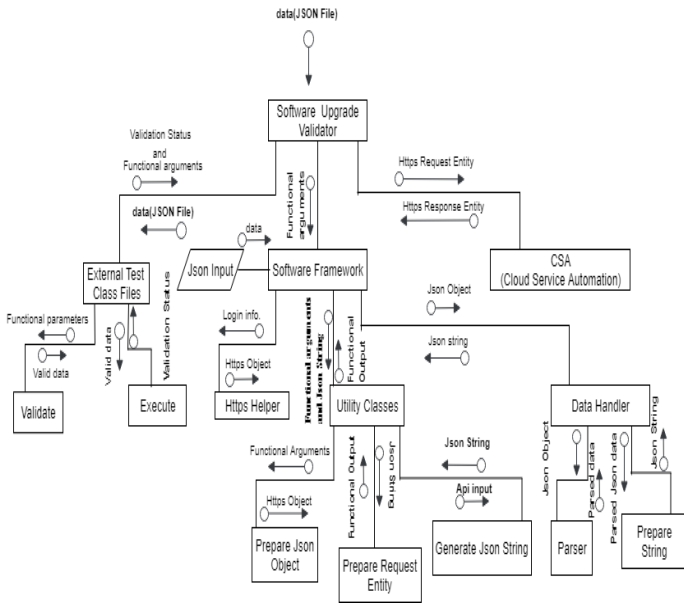 data(JSON File)
Software Upgrade
Validator
Validation Status
and
Functional arguments
Https Request Entity
Https Response Entity
data(JSON File)
Functional
arguments
data
External Test
Class Files
Json Input
Software Framework
CSA
(Cloud Service Automation)
Functional parameters
Valid data
Valid data
Validation Status
Login info.
Https Object
Functional arguments
and Json String
Functional
Output
Json Object
Json string
Validate
Execute
Https Helper
Utility Classes
Data Handler
Functional Arguments
Https Object
Functional Output
Json String
Json String
Api input
Json Object
Parsed data
Parsed Json data
Json String
Prepare Json
Object
Prepare Request
Entity
Generate Json String
Parser
Prepare
String